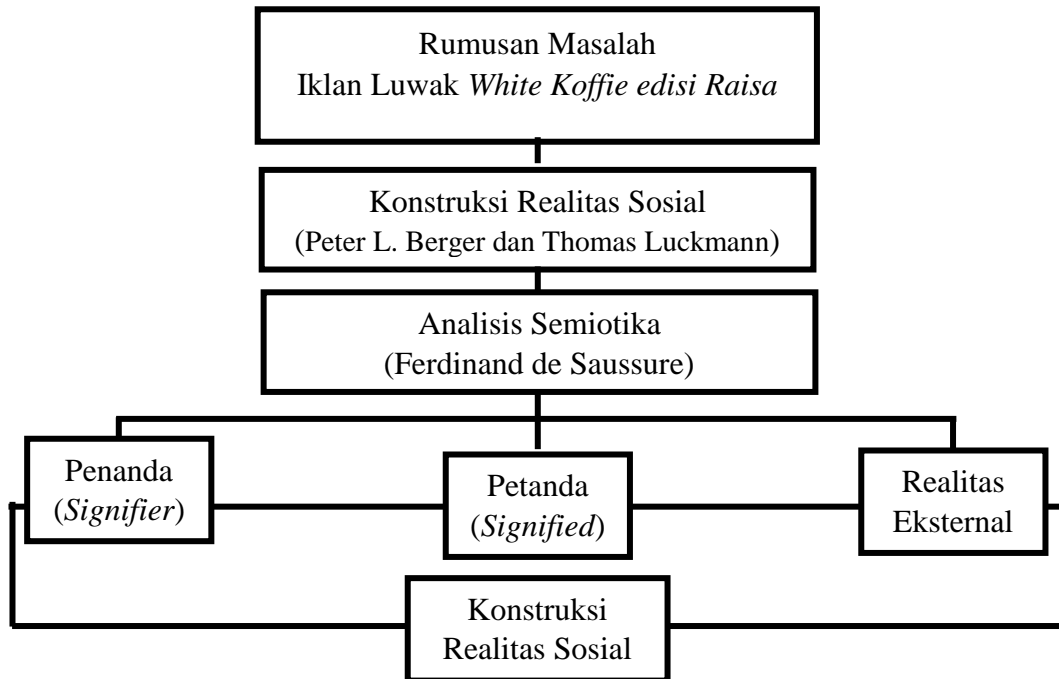 Rumusan Masalah
Iklan Luwak White Koffie edisi Raisa
Konstruksi Realitas Sosial
(Peter L. Berger dan Thomas Luckmann)
Analisis Semiotika
(Ferdinand de Saussure)
Penanda
(Signifier)
Petanda
(Signified)
Realitas
Eksternal
Konstruksi
Realitas Sosial